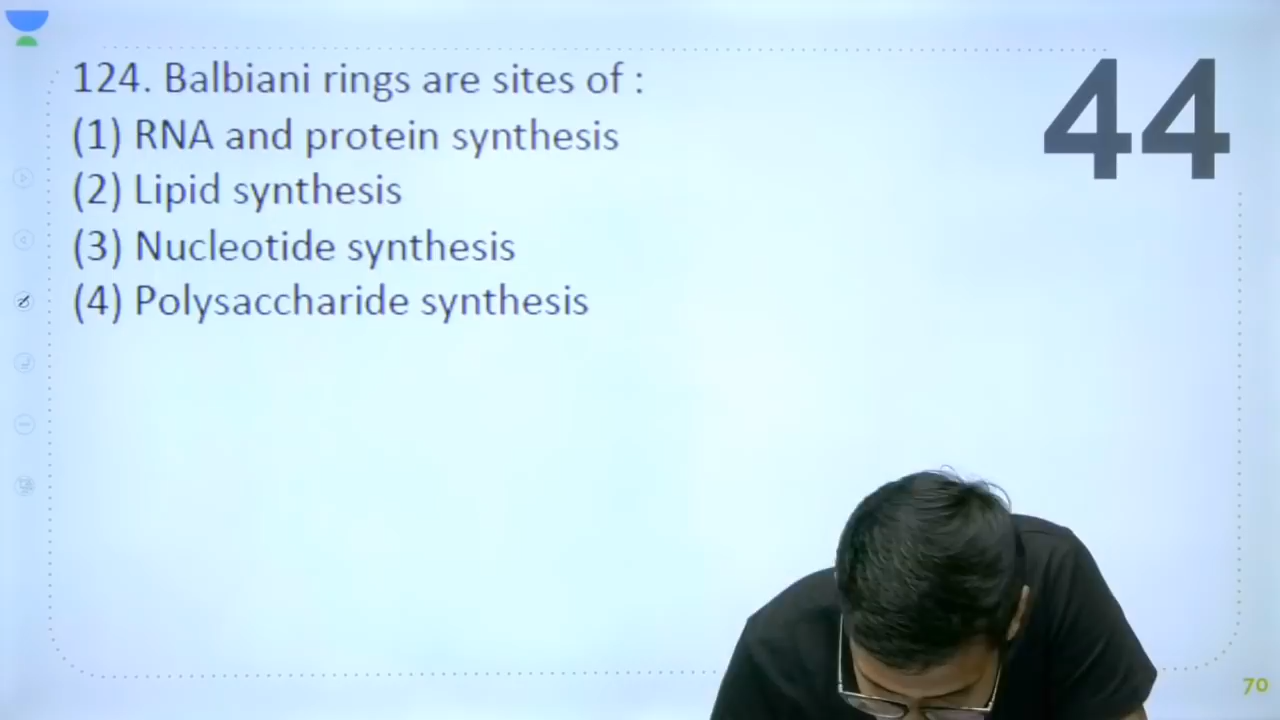 124. Balbiani rings are sites of :
(1) RNA and protein synthesis
(2) Lipid synthesis
(3) Nucleotide synthesis
(4) Polysaccharide synthesis
44
70